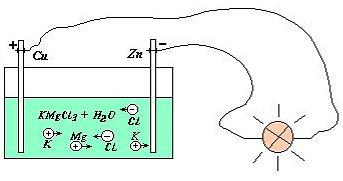 + Cu Zn −
KMgCl₃ + H₂O
Cl
K Mg Cl K